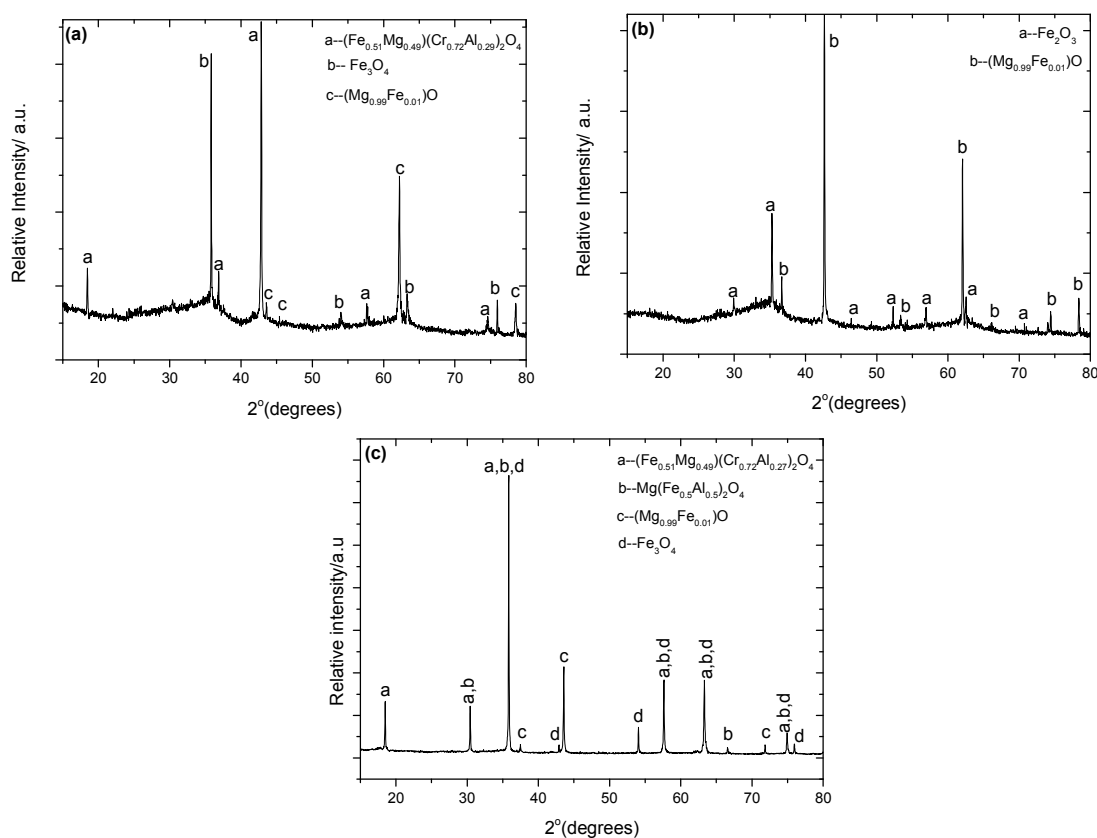 (a)
a--(Fe0.51Mg0.49)(Cr0.72Al0.29)2O4
b-- Fe3O4
c--(Mg0.99Fe0.01)O
a
b
a
a
c
c
b
a
c
b
a
b
c
Relative Intensity/ a.u.
20 30 40 50 60 70 80
2°(degrees)
(b)
a--Fe2O3
b--(Mg0.99Fe0.01)O
a
a
b
b
a
a
b
a
b
a
b
a
b
b
Relative Intensity/ a.u.
20 30 40 50 60 70 80
2°(degrees)
(c)
a--(Fe0.51Mg0.49)(Cr0.72Al0.27)2O4
b--Mg(Fe0.5Al0.5)2O4
c--(Mg0.99Fe0.01)O
d--Fe3O4
a
a,b
a,b,d
c
d
c
d
a,b,d
a,b,d
b
c
a,b,d
d
Relative intensity/a.u
20 30 40 50 60 70 80
2°(degrees)